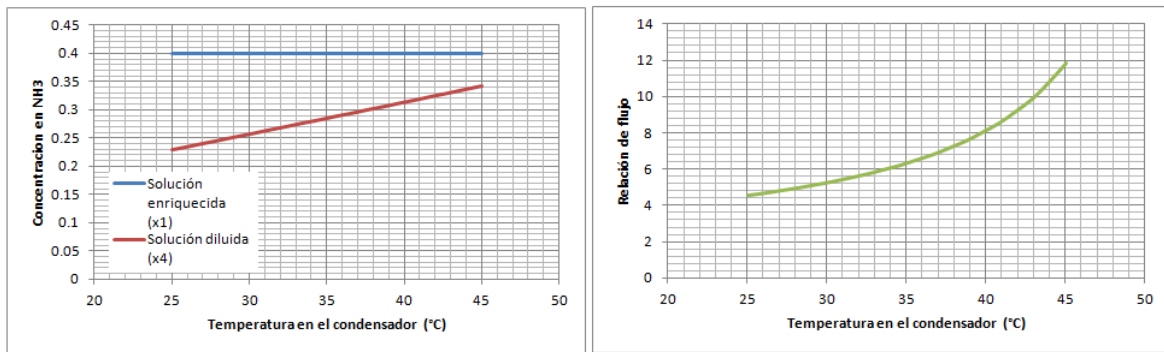 0.45
0.4
0.35
0.3
0.25
0.2
0.15
0.1
0.05
0
Concentracion en NH3
Solución
enriquecida
(x1)
Solución diluida
(x4)
20 25 30 35 40 45 50
Temperatura en el condensador (°C)
14
12
10
8
6
4
2
0
Relación de flujo
20 25 30 35 40 45 50
Temperatura en el condensador (°C)